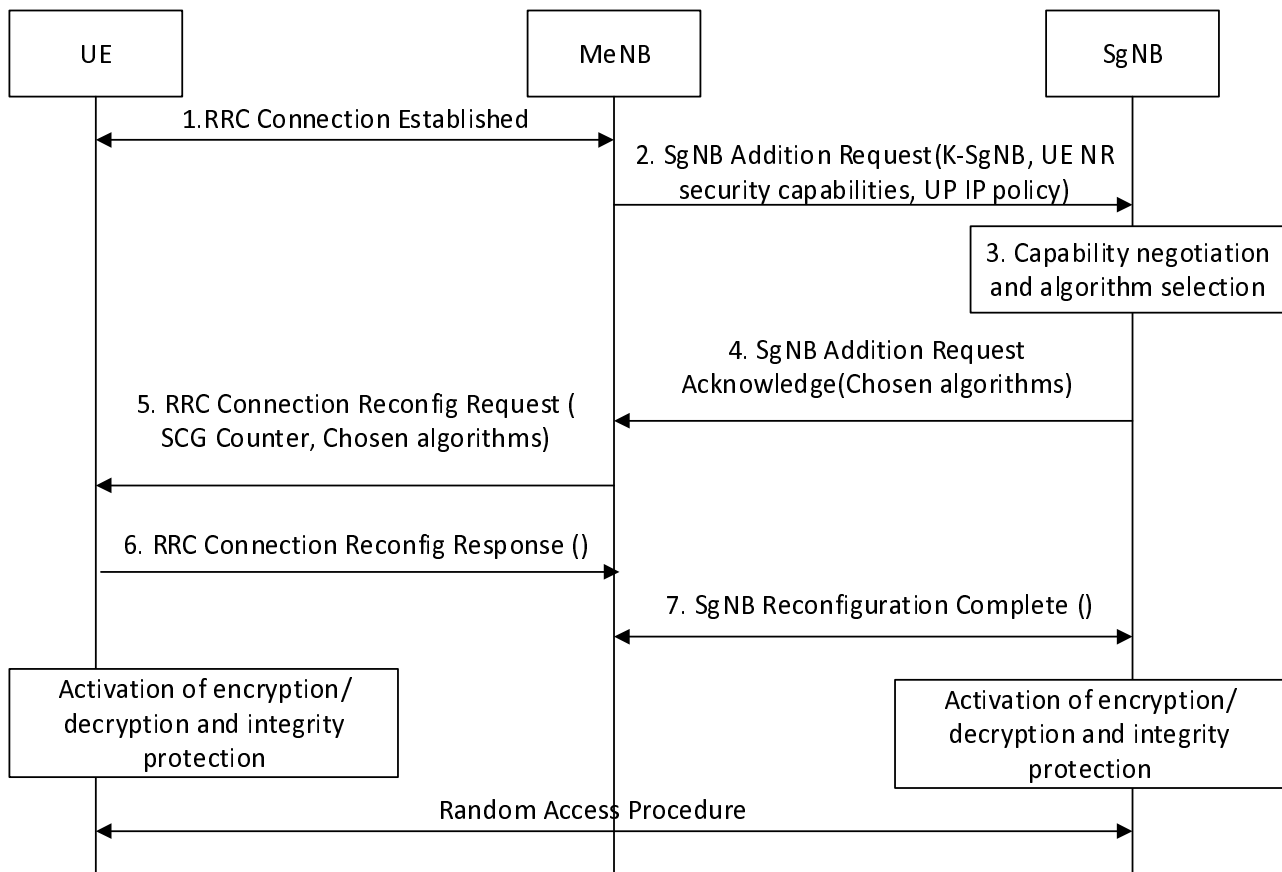 UE
MeNB
SgNB
1.RRC Connection Established
2. SgNB Addition Request(K-SgNB, UE NR
security capabilities, UP IP policy)
3. Capability negotiation
and algorithm selection
4. SgNB Addition Request
Acknowledge(Chosen algorithms)
5. RRC Connection Reconfig Request (
SCG Counter, Chosen algorithms)
6. RRC Connection Reconfig Response ()
7. SgNB Reconfiguration Complete ()
Activation of encryption/
decryption and integrity
protection
Activation of encryption/
decryption and integrity
protection
Random Access Procedure